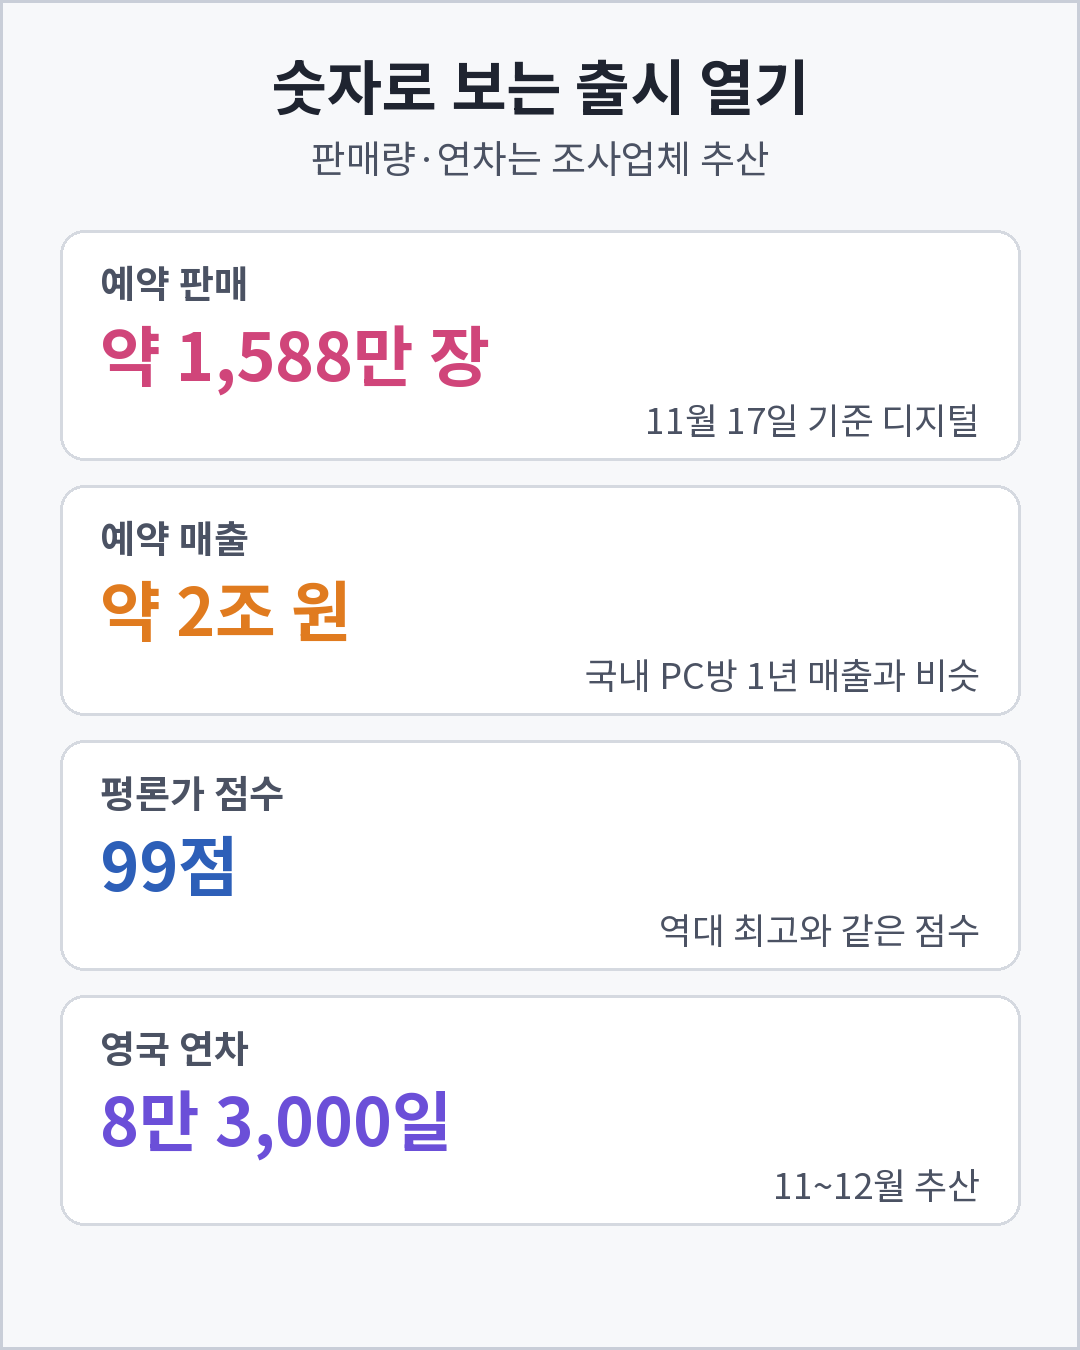 숫자로 보는 출시 열기
판매량·연차는 조사업체 추산
예약 판매
약 1,588만 장
11월 17일 기준 디지털
예약 매출
약 2조 원
국내 PC방 1년 매출과 비슷
평론가 점수
99점
역대 최고와 같은 점수
영국 연차
8만 3,000일
11~12월 추산